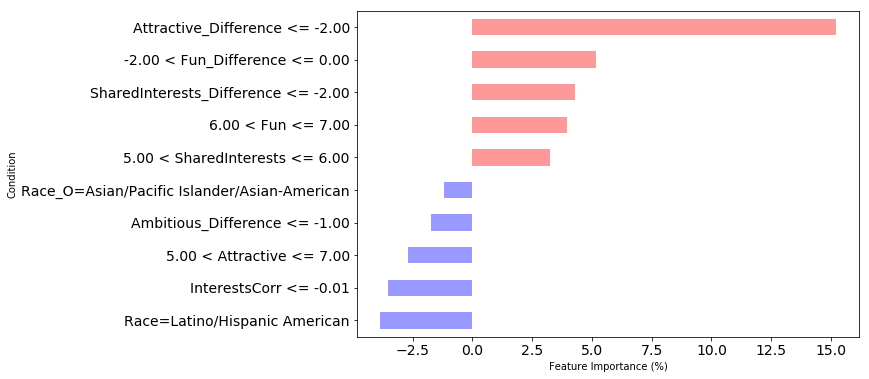 Attractive_Difference <= -2.00
-2.00 < Fun_Difference <= 0.00
SharedInterests_Difference <= -2.00
6.00 < Fun <= 7.00
5.00 < SharedInterests <= 6.00
Race_O=Asian/Pacific Islander/Asian-American
Ambitious_Difference <= -1.00
5.00 < Attractive <= 7.00
InterestsCorr <= -0.01
Race=Latino/Hispanic American
Condition
−2.5 0.0 2.5 5.0 7.5 10.0 12.5 15.0
Feature Importance (%)